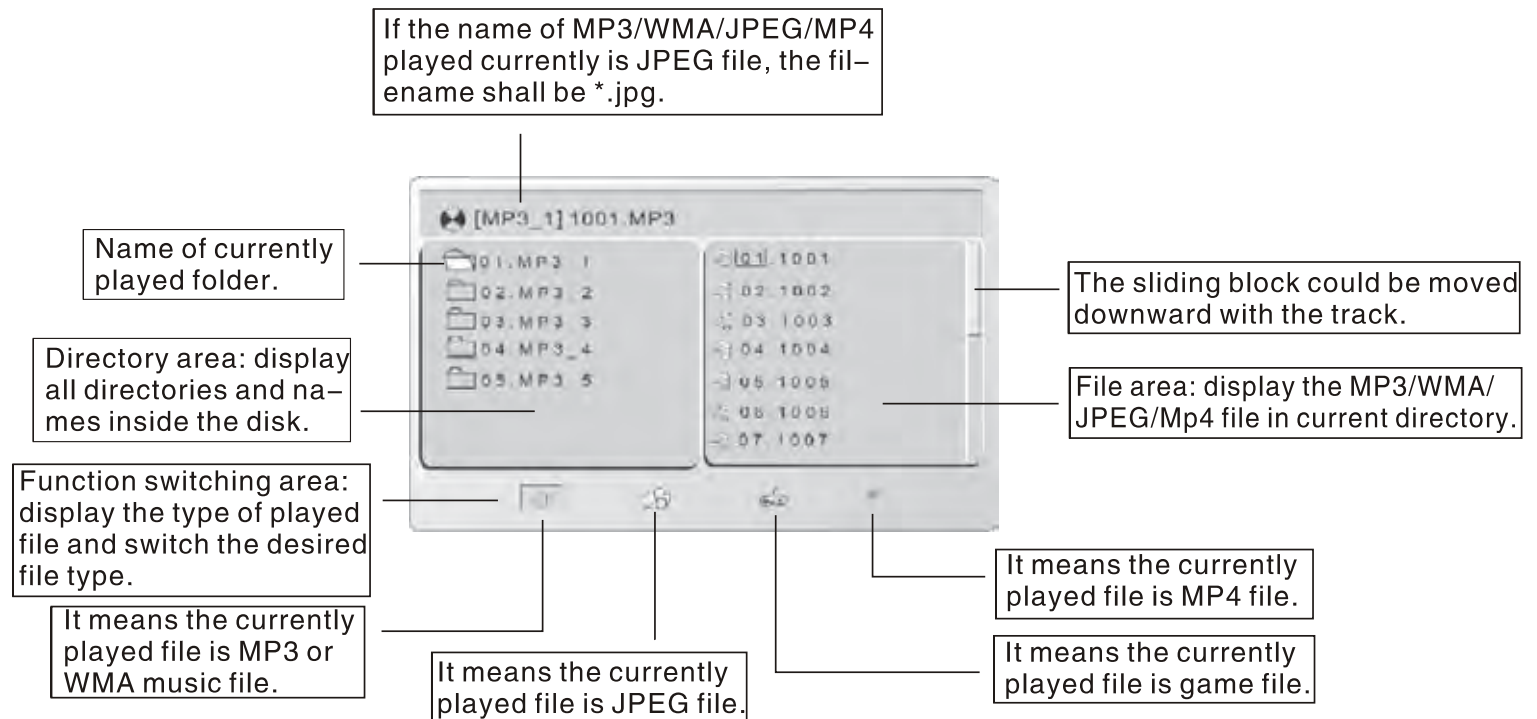 If the name of MP3/WMA/JPEG/MP4
played currently is JPEG file, the fil–
ename shall be *.jpg.
[MP3_1] 1001.MP3
Name of currently
played folder.
01.MP3 1
02.MP3 2
03.MP3 3
04.MP3_4
05.MP3 5
01.1001
02.1002
03 1003
04 1004
05 1005
06 1006
07 1007
The sliding block could be moved
downward with the track.
Directory area: display
all directories and na–
mes inside the disk.
File area: display the MP3/WMA/
JPEG/Mp4 file in current directory.
Function switching area:
display the type of played
file and switch the desired
file type.
It means the currently
played file is MP4 file.
It means the currently
played file is MP3 or
WMA music file.
It means the currently
played file is JPEG file.
It means the currently
played file is game file.